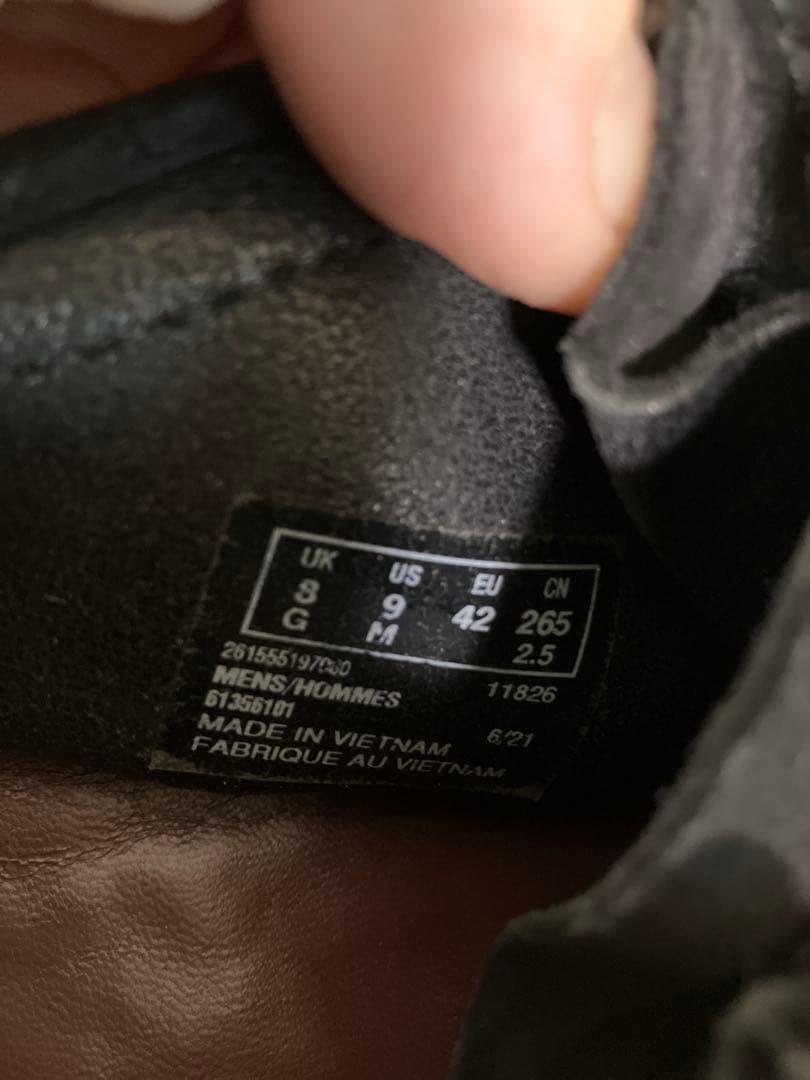 UK US EU CN
8 9 42 265
G M 2.5
MENS/HOMMES 11826
61356101
MADE IN VIETNAM 6/21
FABRIQUE AU VIETNAM